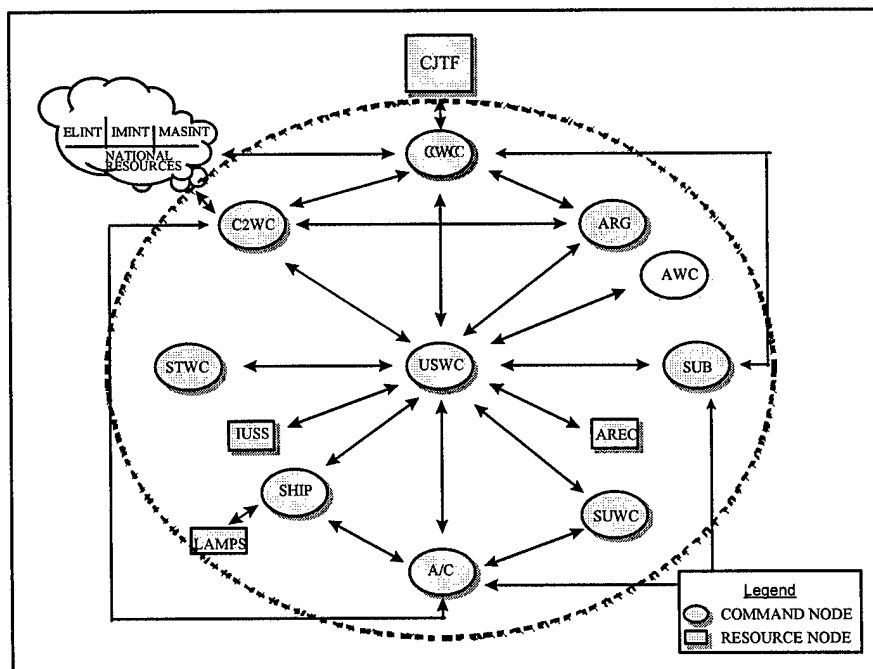 CJTF
ELINT IMINT MASINT
NATIONAL
RESOURCES
CWC
C2WC
ARG
AWC
STWC
USWC
SUB
IUSS
AREC
SHIP
SUWC
LAMPS
A/C
Legend
COMMAND NODE
RESOURCE NODE